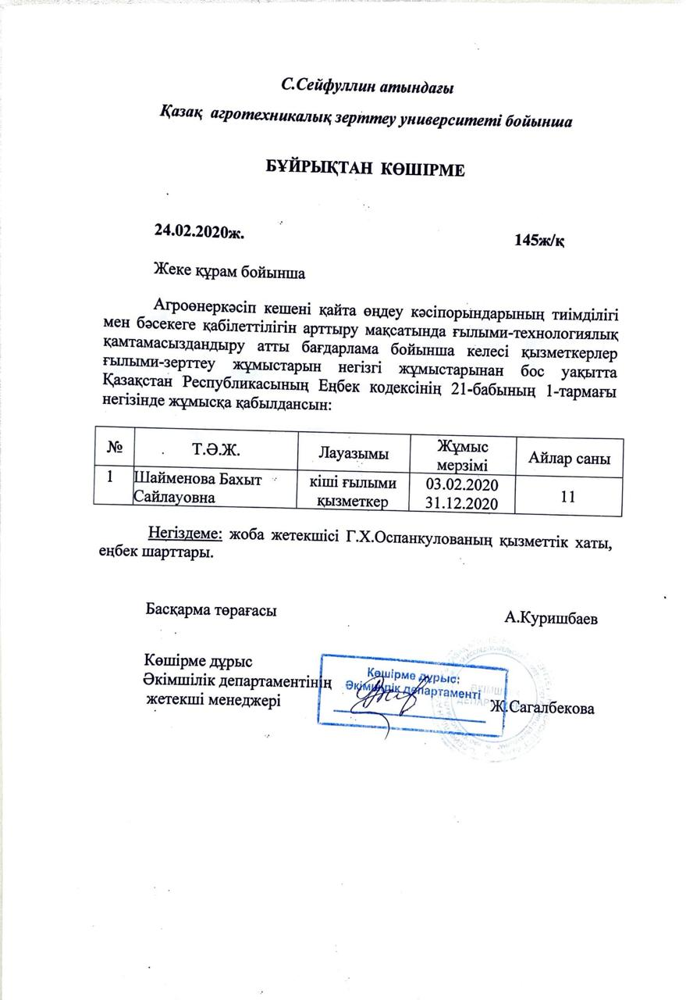 С.Сейфуллин атындағы
Қазақ агротехникалық зерттеу университеті бойынша
БҰЙРЫҚТАН КӨШІРМЕ
24.02.2020ж. 145ж/қ
Жеке құрам бойынша
Агроөнеркәсіп кешені қайта өңдеу кәсіпорындарының тиімділігі
мен бәсекеге қабілеттілігін арттыру мақсатында ғылыми-технологиялық
қамтамасыздандыру атты бағдарлама бойынша келесі қызметкерлер
ғылыми-зерттеу жұмыстарын негізгі жұмыстарынан бос уақытта
Қазақстан Республикасының Еңбек кодексінің 21-бабының 1-тармағы
негізінде жұмысқа қабылдансын:
№ Т.Ә.Ж. Лауазымы Жұмыс мерзімі Айлар саны
1 Шайменова Бахыт кіші ғылыми 03.02.2020 11
Сайлауовна қызметкер 31.12.2020
Негіздеме: жоба жетекшісі Г.Х.Оспанкулованың қызметтік хаты,
еңбек шарттары.
Басқарма төрағасы А.Куришбаев
Көшірме дұрыс
Әкімшілік департаментінің
жетекші менеджері Ж.Сагалбекова
Көшірме дұрыс:
Әкімшілік департаменті